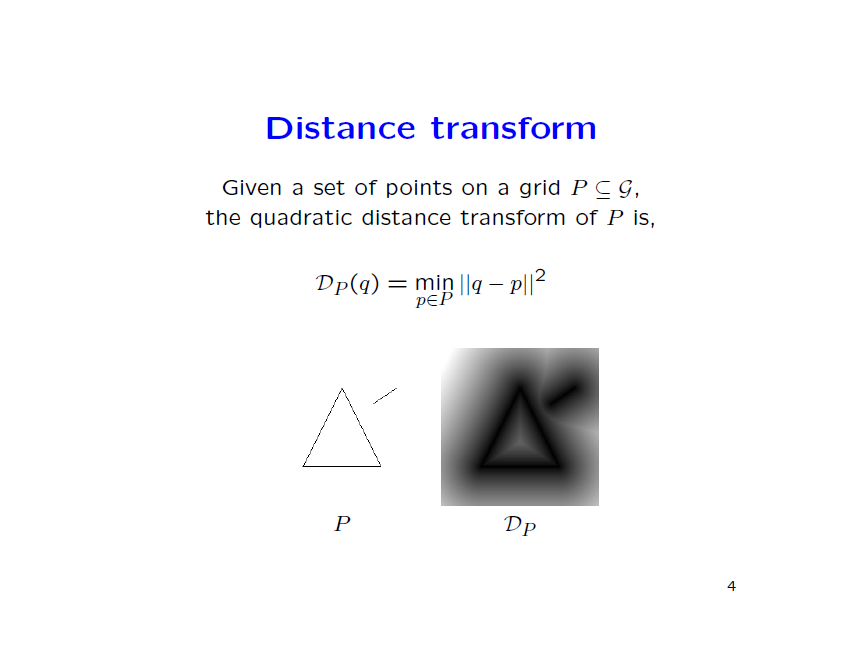 Distance transform
Given a set of points on a grid P ⊆ 𝒢,
the quadratic distance transform of P is,
𝒟_P(q) = min_{p∈P} ||q − p||²
P
𝒟_P
4